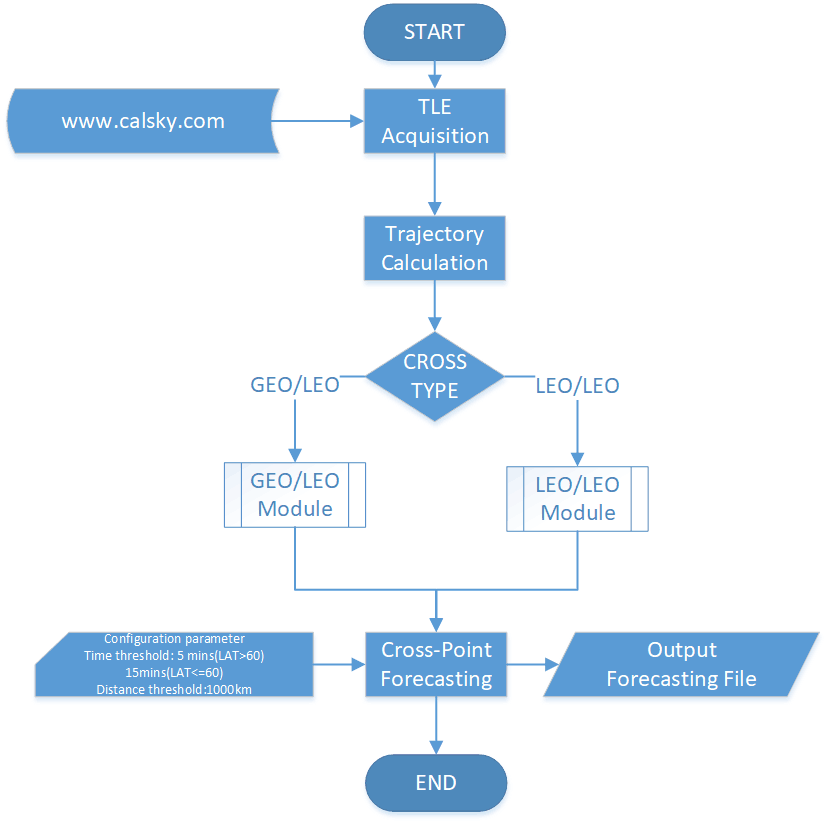 START
www.calsky.com
TLE
Acquisition
Trajectory
Calculation
CROSS
TYPE
GEO/LEO
LEO/LEO
GEO/LEO
Module
LEO/LEO
Module
Configuration parameter
Time threshold: 5 mins(LAT>60)
15mins(LAT<=60)
Distance threshold:1000km
Cross-Point
Forecasting
Output
Forecasting File
END